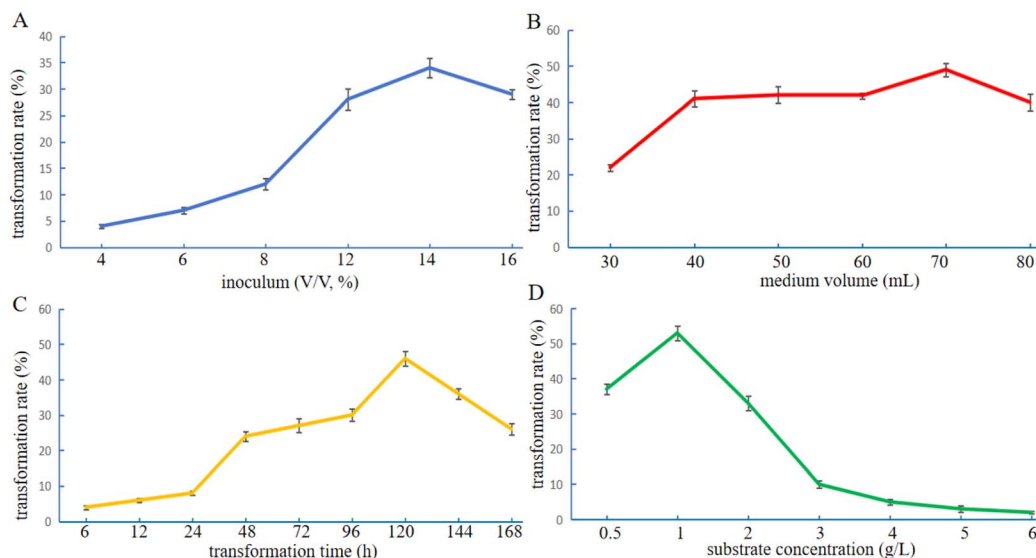 A
transformation rate (%)
40
35
30
25
20
15
10
5
0
4 6 8 12 14 16
inoculum (V/V, %)
B
transformation rate (%)
60
50
40
30
20
10
0
30 40 50 60 70 80
medium volume (mL)
C
transformation rate (%)
60
50
40
30
20
10
0
6 12 24 48 72 96 120 144 168
transformation time (h)
D
transformation rate (%)
60
50
40
30
20
10
0
0.5 1 2 3 4 5 6
substrate concentration (g/L)